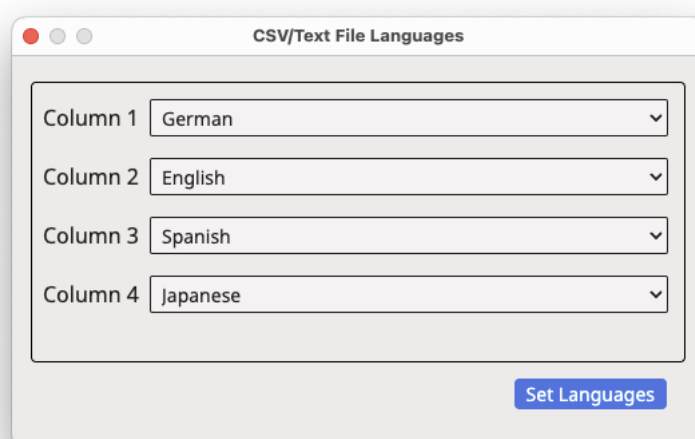 CSV/Text File Languages
Column 1 German
Column 2 English
Column 3 Spanish
Column 4 Japanese
Set Languages